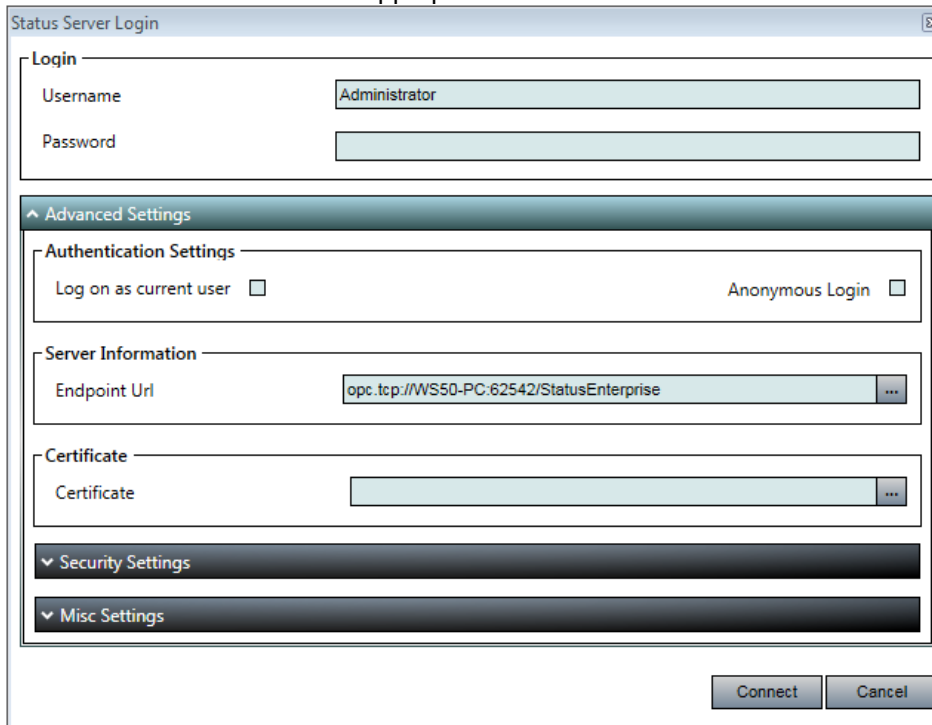 Status Server Login
Login
Username Administrator
Password
Advanced Settings
Authentication Settings
Log on as current user Anonymous Login
Server Information
Endpoint Url opc.tcp://WS50-PC:62542/StatusEnterprise ...
Certificate
Certificate ...
Security Settings
Misc Settings
Connect Cancel